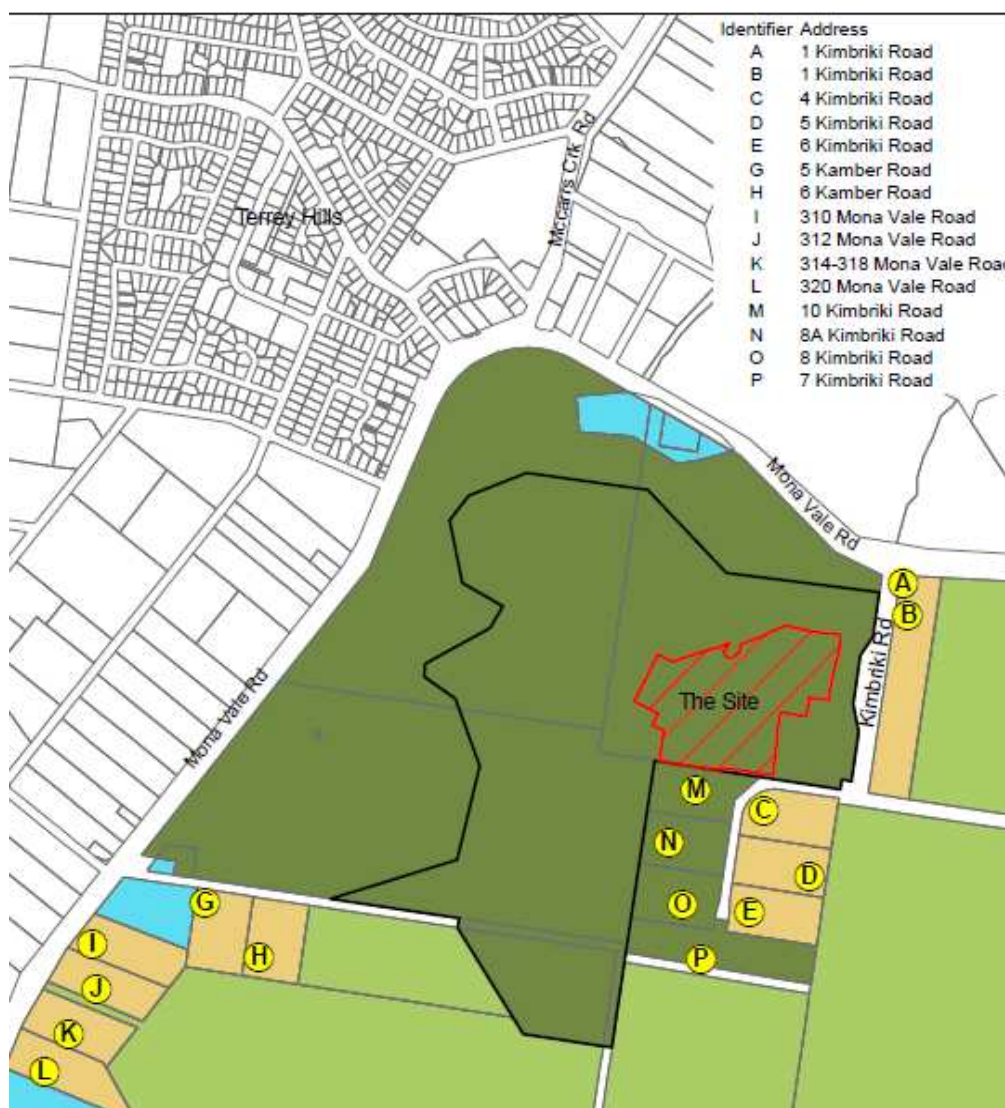 Identifier Address
A 1 Kimbriki Road
B 1 Kimbriki Road
C 4 Kimbriki Road
D 5 Kimbriki Road
E 6 Kimbriki Road
G 5 Kamber Road
H 6 Kamber Road
I 310 Mona Vale Road
J 312 Mona Vale Road
K 314-318 Mona Vale Road
L 320 Mona Vale Road
M 10 Kimbriki Road
N 8A Kimbriki Road
O 8 Kimbriki Road
P 7 Kimbriki Road
Mccarrs Crk Rd
Terrey Hills
Mona Vale Rd
A
B
Kimbriki Rd
The Site
Mona Vale Rd
M
C
N
D
O
E
G
I
H
P
J
K
L